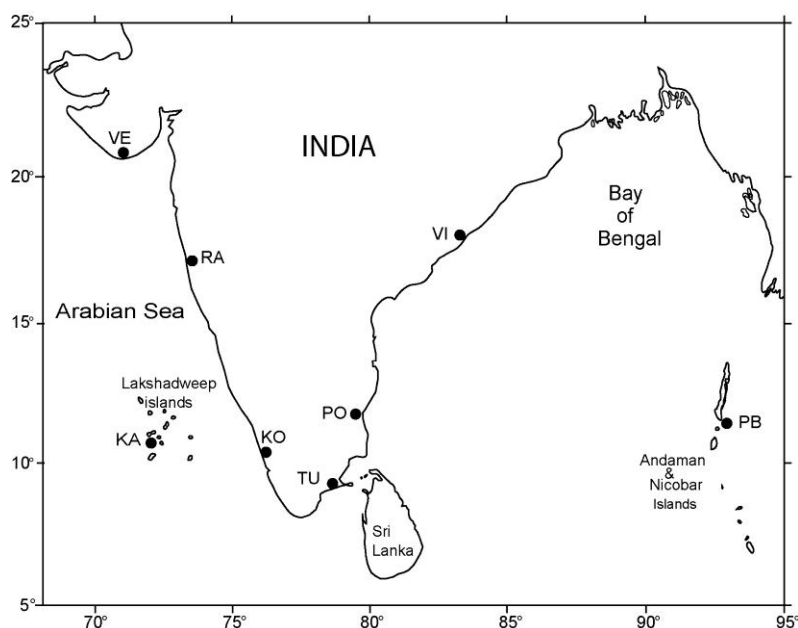 25°
VE
INDIA
20°
Bay
of
Bengal
VI
RA
Arabian Sea
15°
Lakshadweep
islands
PO
PB
KA
KO
10°
TU
Andaman
&
Nicobar
Islands
Sri
Lanka
5°
70°
75°
80°
85°
90°
95°